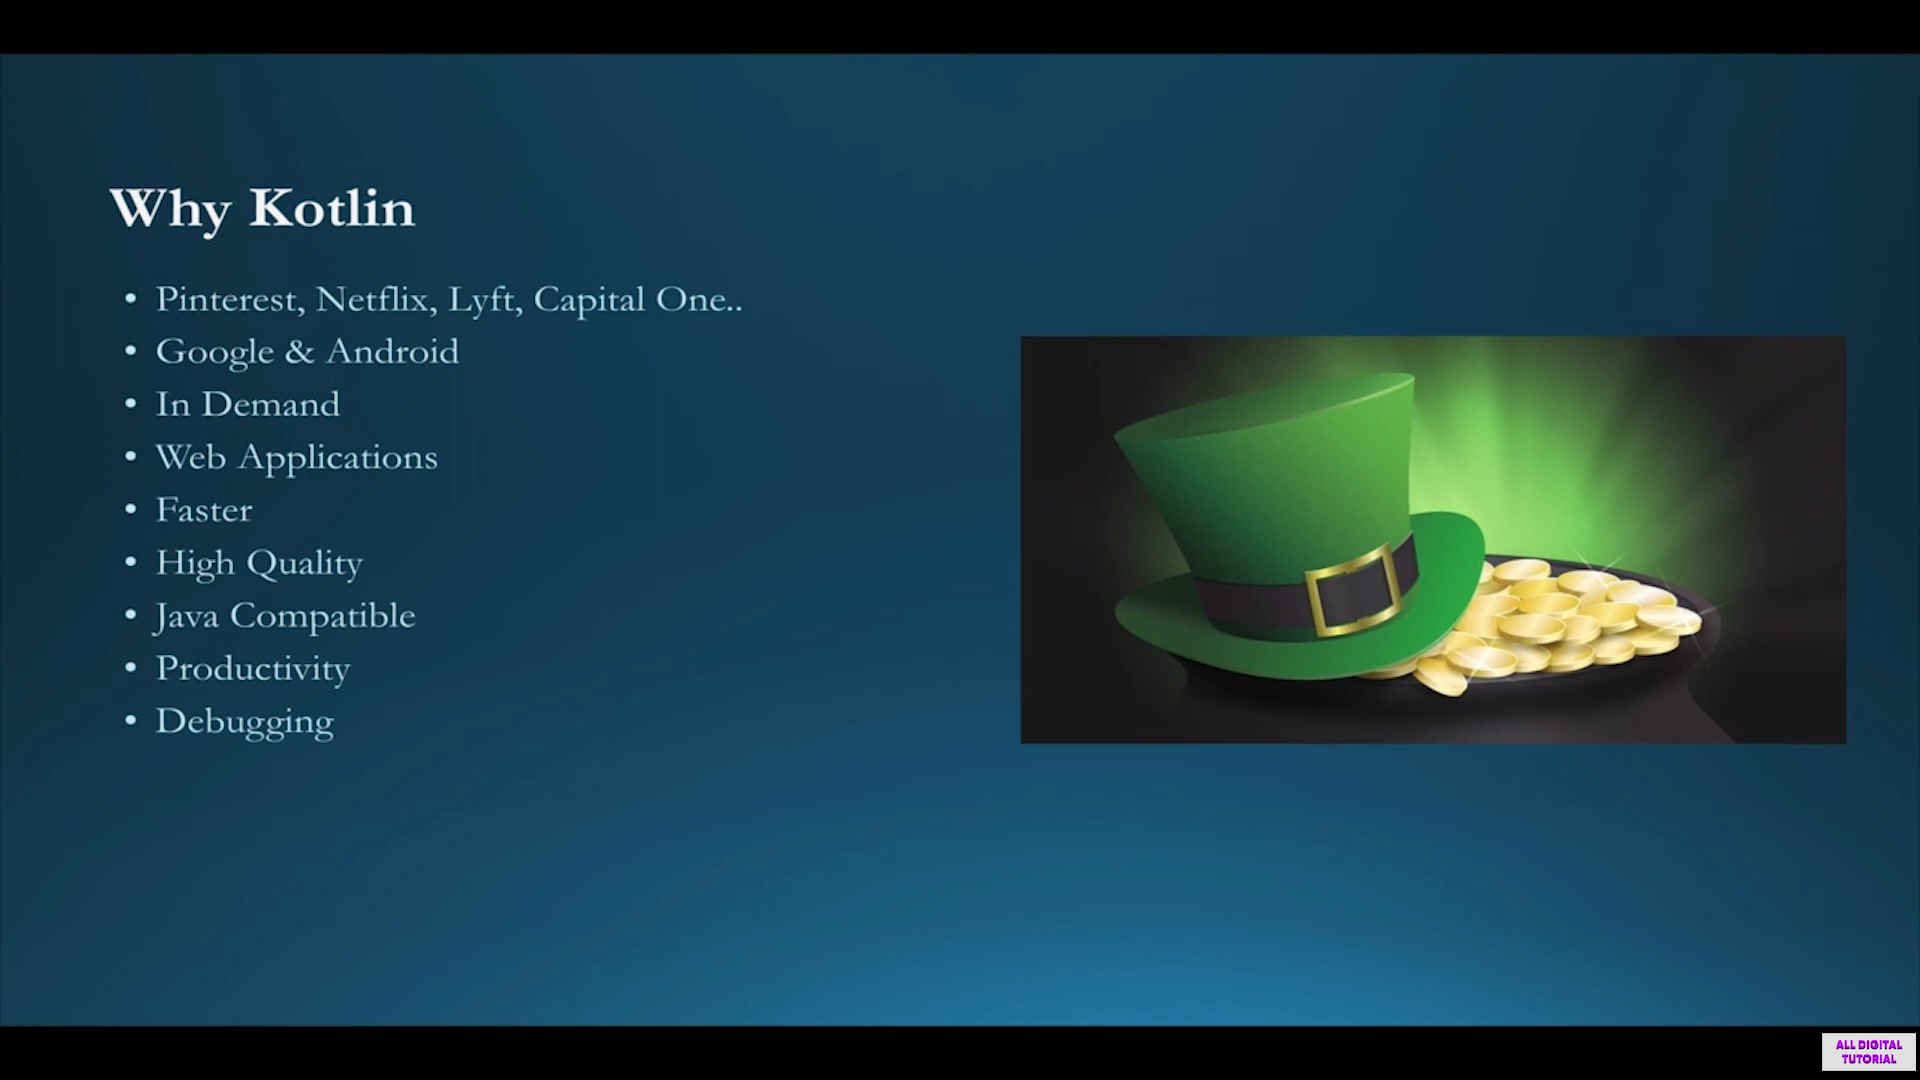 Why Kotlin
• Pinterest, Netflix, Lyft, Capital One..
• Google & Android
• In Demand
• Web Applications
• Faster
• High Quality
• Java Compatible
• Productivity
• Debugging
ALL DIGITAL
TUTORIAL